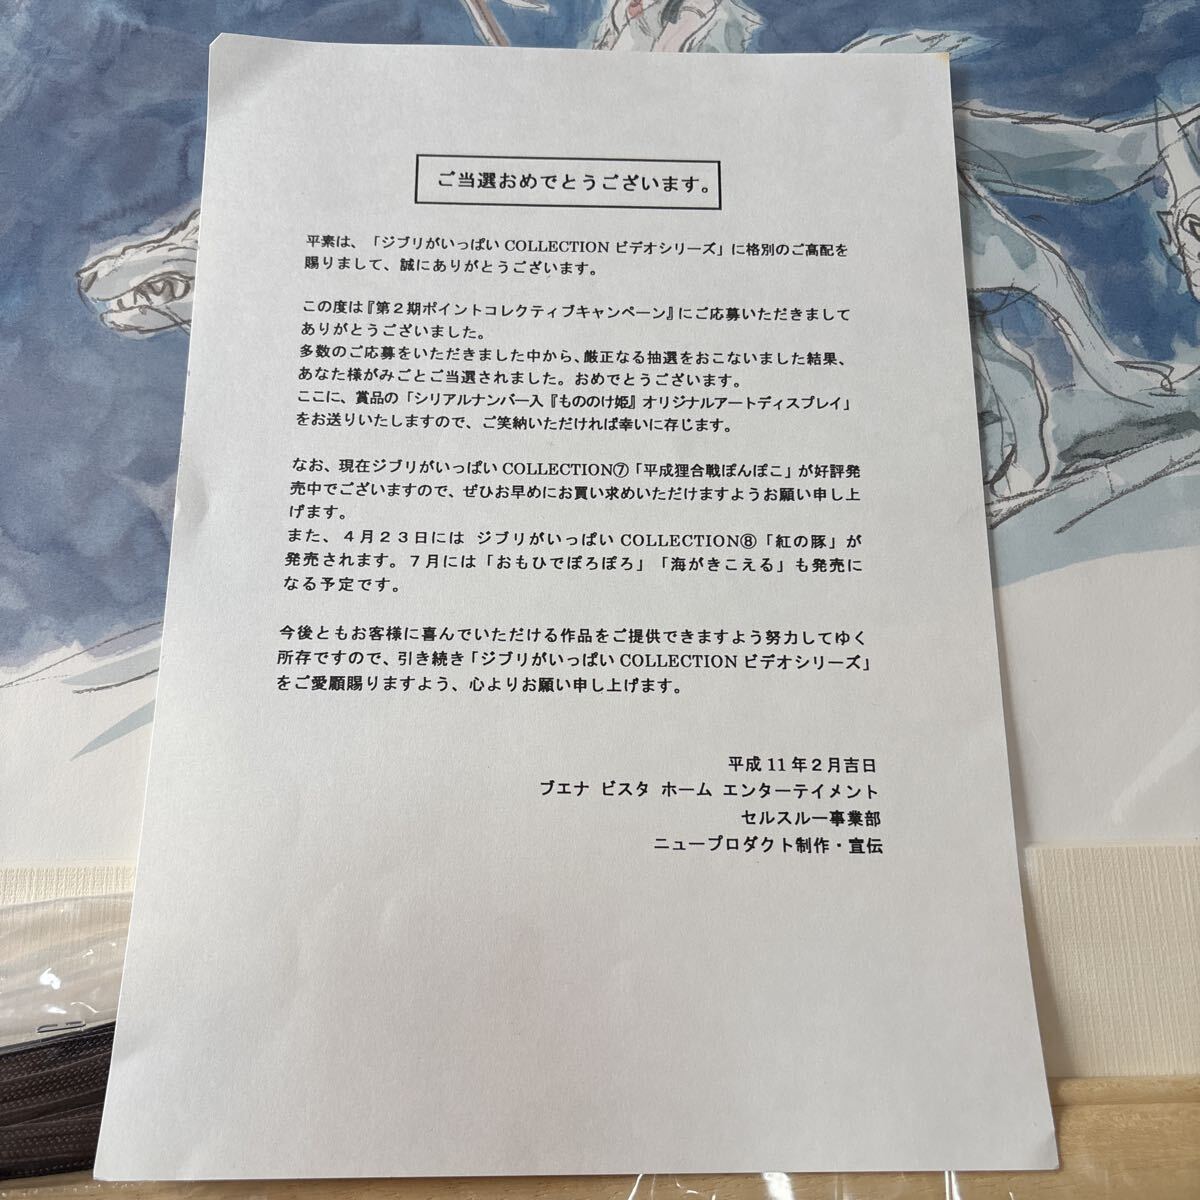 ご当選おめでとうございます。
平素は、「ジブリがいっぱい COLLECTION ビデオシリーズ」に格別のご高配を
賜りまして、誠にありがとうございます。
この度は『第２期ポイントコレクティブキャンペーン』にご応募いただきまして
ありがとうございました。
多数のご応募をいただきました中から、厳正なる抽選をおこないました結果、
あなた様がみごとご当選されました。おめでとうございます。
ここに、賞品の「シリアルナンバー入『もののけ姫』オリジナルアートディスプレイ」
をお送りいたしますので、ご笑納いただければ幸いに存じます。
なお、現在ジブリがいっぱい COLLECTION⑦「平成狸合戦ぽんぽこ」が好評発
売中でございますので、ぜひお早めにお買い求めいただけますようお願い申し上
げます。
また、４月２３日には ジブリがいっぱい COLLECTION⑧「紅の豚」が
発売されます。７月には「おもひでぽろぽろ」「海がきこえる」も発売に
なる予定です。
今後ともお客様に喜んでいただける作品をご提供できますよう努力してゆく
所存ですので、引き続き「ジブリがいっぱい COLLECTION ビデオシリーズ」
をご愛顧賜りますよう、心よりお願い申し上げます。
平成 11 年２月吉日
ブエナ ビスタ ホーム エンターテイメント
セルスルー事業部
ニュープロダクト制作・宣伝